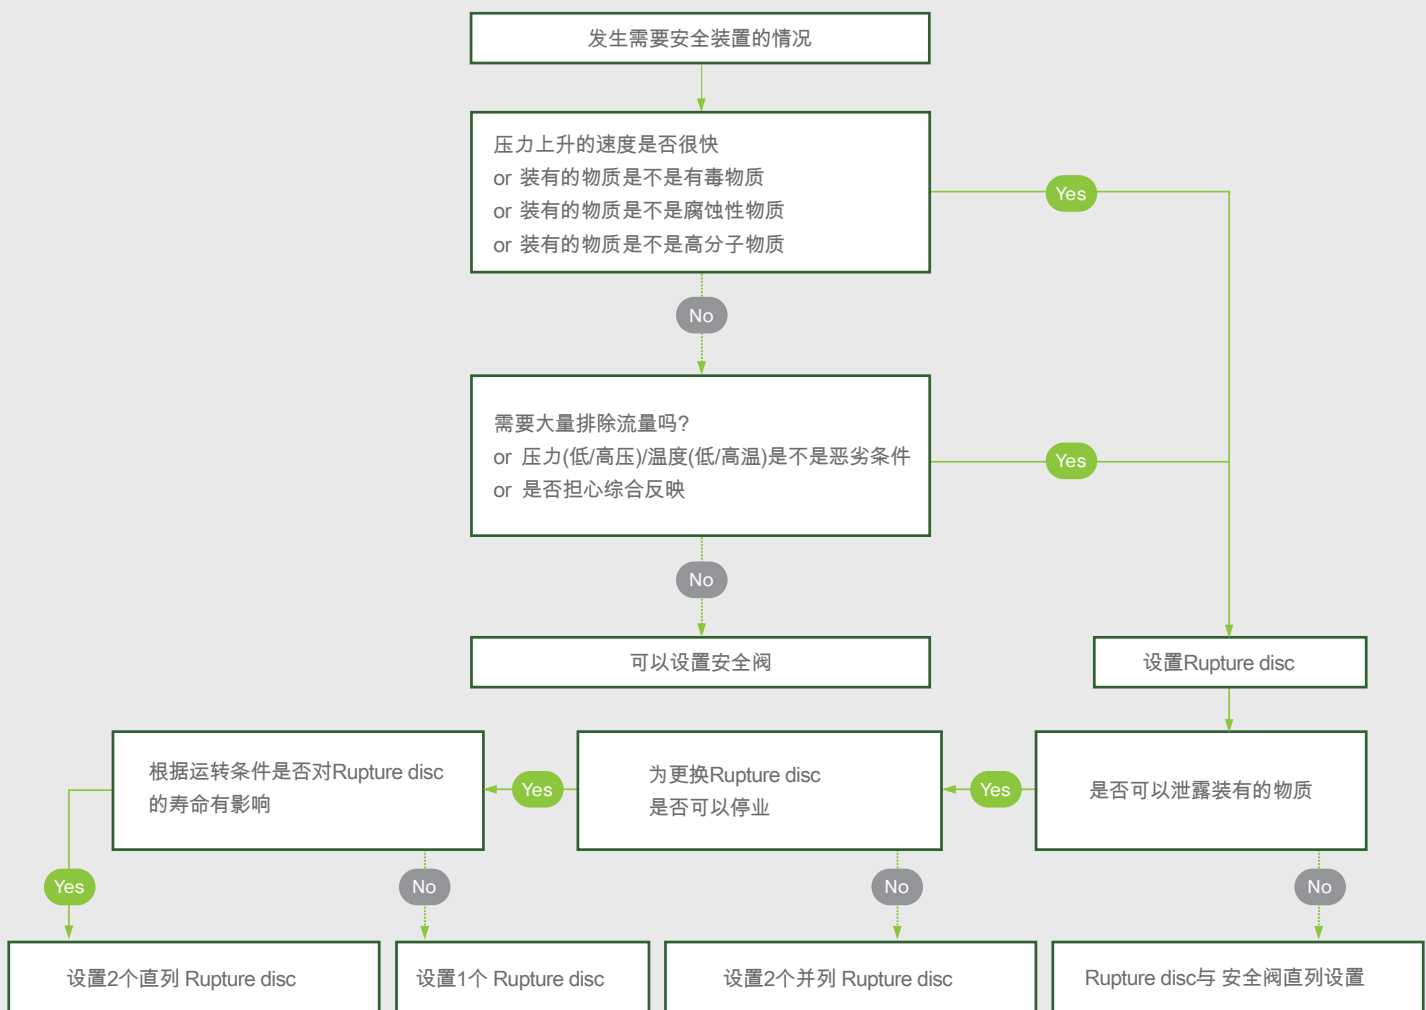 发生需要安全装置的情况
压力上升的速度是否很快
or 装有的物质是不是有毒物质
or 装有的物质是不是腐蚀性物质
or 装有的物质是不是高分子物质
Yes
No
需要大量排除流量吗?
or 压力(低/高压)/温度(低/高温)是不是恶劣条件
or 是否担心综合反映
Yes
No
可以设置安全阀
设置Rupture disc
根据运转条件是否对Rupture disc
的寿命有影响
Yes
为更换Rupture disc
是否可以停业
Yes
是否可以泄露装有的物质
Yes
No
No
No
设置2个直列 Rupture disc
设置1个 Rupture disc
设置2个并列 Rupture disc
Rupture disc与 安全阀直列设置